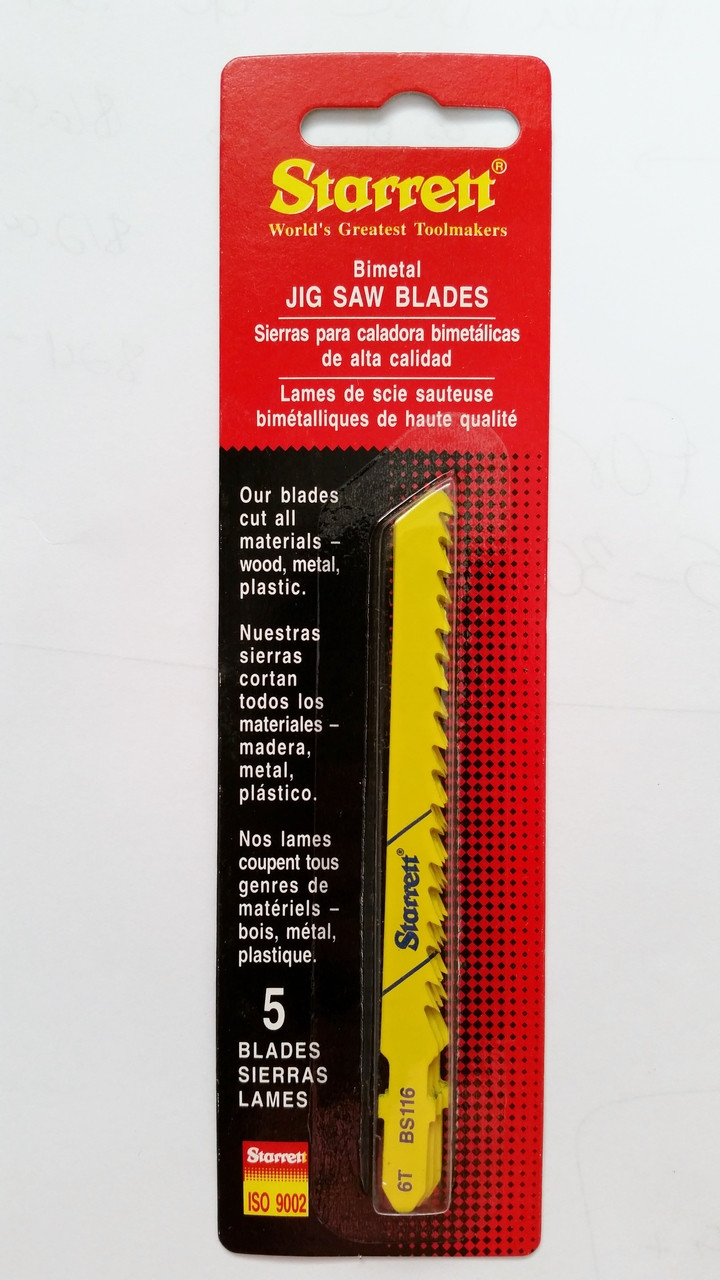 Starrett®
World's Greatest Toolmakers
Bimetal
JIG SAW BLADES
Sierras para caladora bimetálicas
de alta calidad
Lames de scie sauteuse
bimétalliques de haute qualité
Our blades
cut all
materials –
wood, metal,
plastic.
Nuestras
sierras
cortan
todos los
materiales –
madera,
metal,
plástico.
Nos lames
coupent tous
genres de
matériels –
bois, métal,
plastique.
5
BLADES
SIERRAS
LAMES
Starrett
ISO 9002
Starrett®
6T BS116